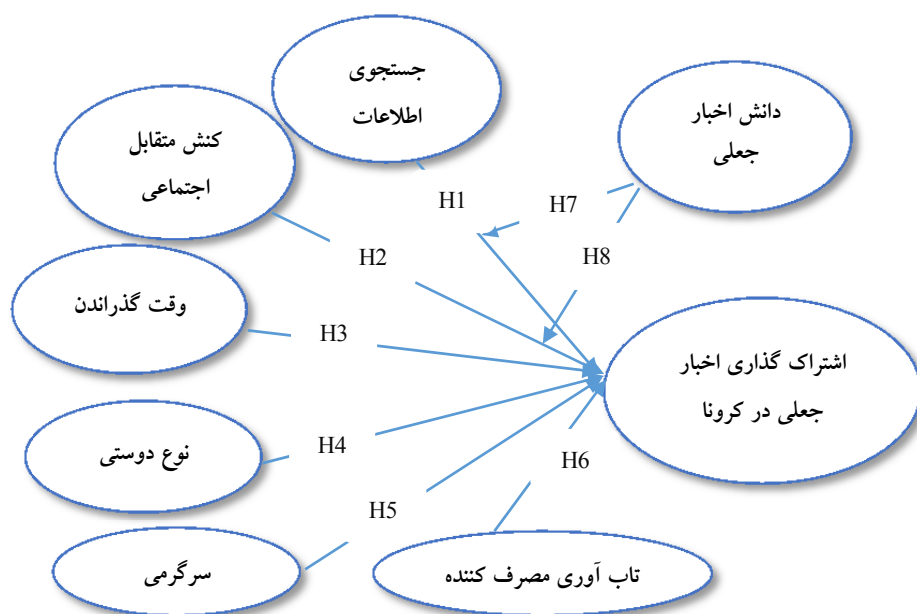 جستجوی
اطلاعات
دانش اخبار
جعلی
کنش متقابل
اجتماعی
H1
H7
H2
H8
وقت گذراندن
H3
اشتراک گذاری اخبار
جعلی در کرونا
نوع دوستی
H4
H6
H5
سرگرمی
تاب آوری مصرف کننده